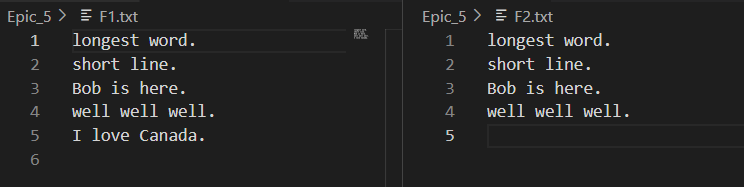 Epic_5 > F1.txt
1 longest word.
2 short line.
3 Bob is here.
4 well well well.
5 I love Canada.
6
Epic_5 > F2.txt
1 longest word.
2 short line.
3 Bob is here.
4 well well well.
5